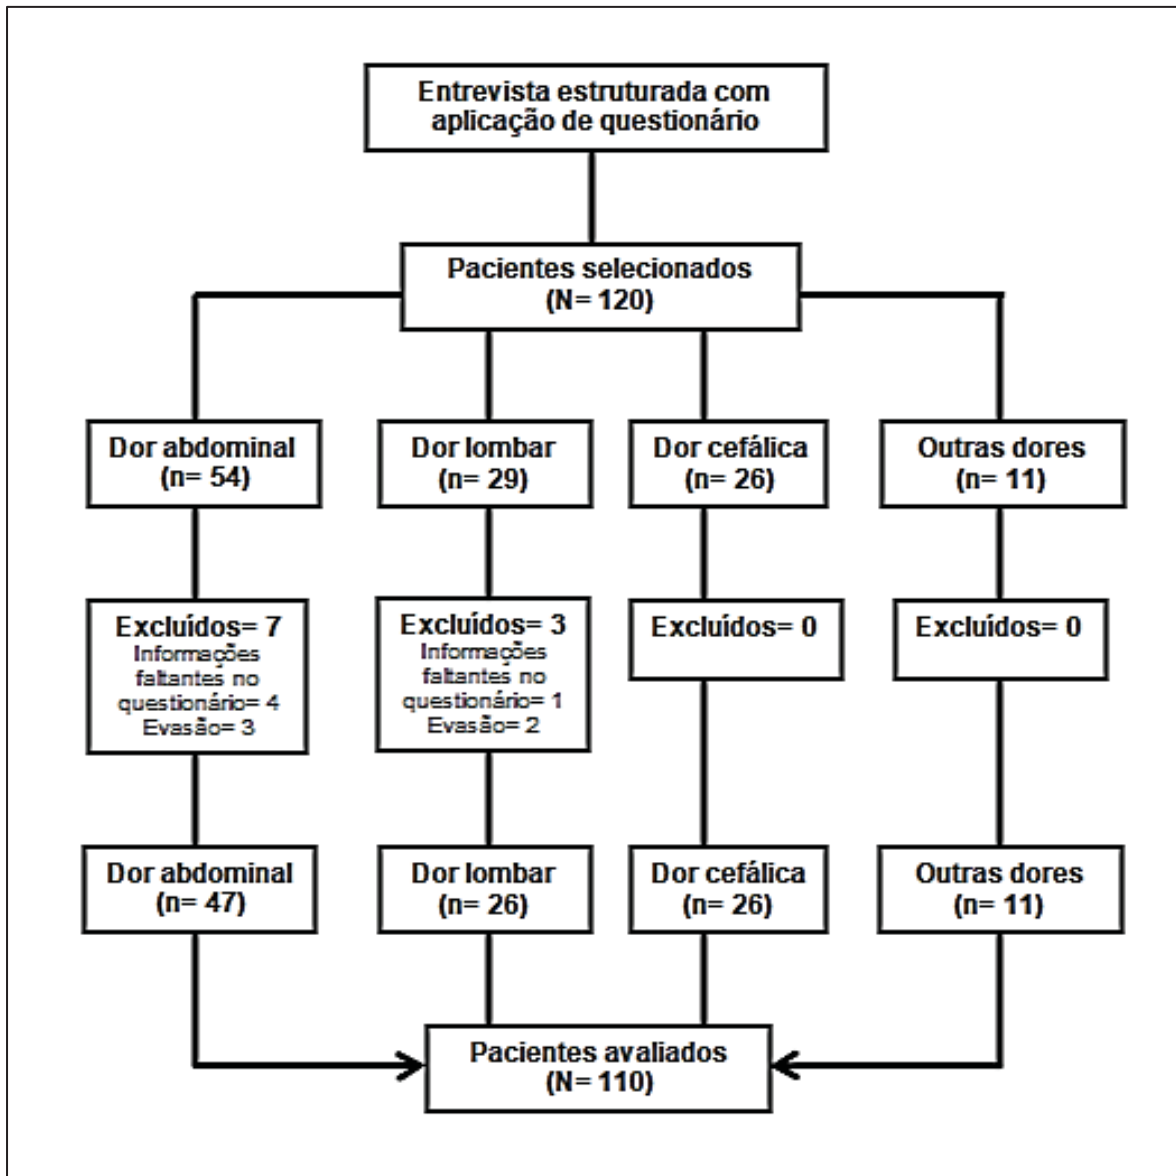 Entrevista estruturada com
aplicação de questionário
Pacientes selecionados
(N= 120)
Dor abdominal
(n= 54)
Dor lombar
(n= 29)
Dor cefálica
(n= 26)
Outras dores
(n= 11)
Excluídos= 7
Informações
faltantes no
questionário= 4
Evasão= 3
Excluídos= 3
Informações
faltantes no
questionário= 1
Evasão= 2
Excluídos= 0
Excluídos= 0
Dor abdominal
(n= 47)
Dor lombar
(n= 26)
Dor cefálica
(n= 26)
Outras dores
(n= 11)
Pacientes avaliados
(N= 110)